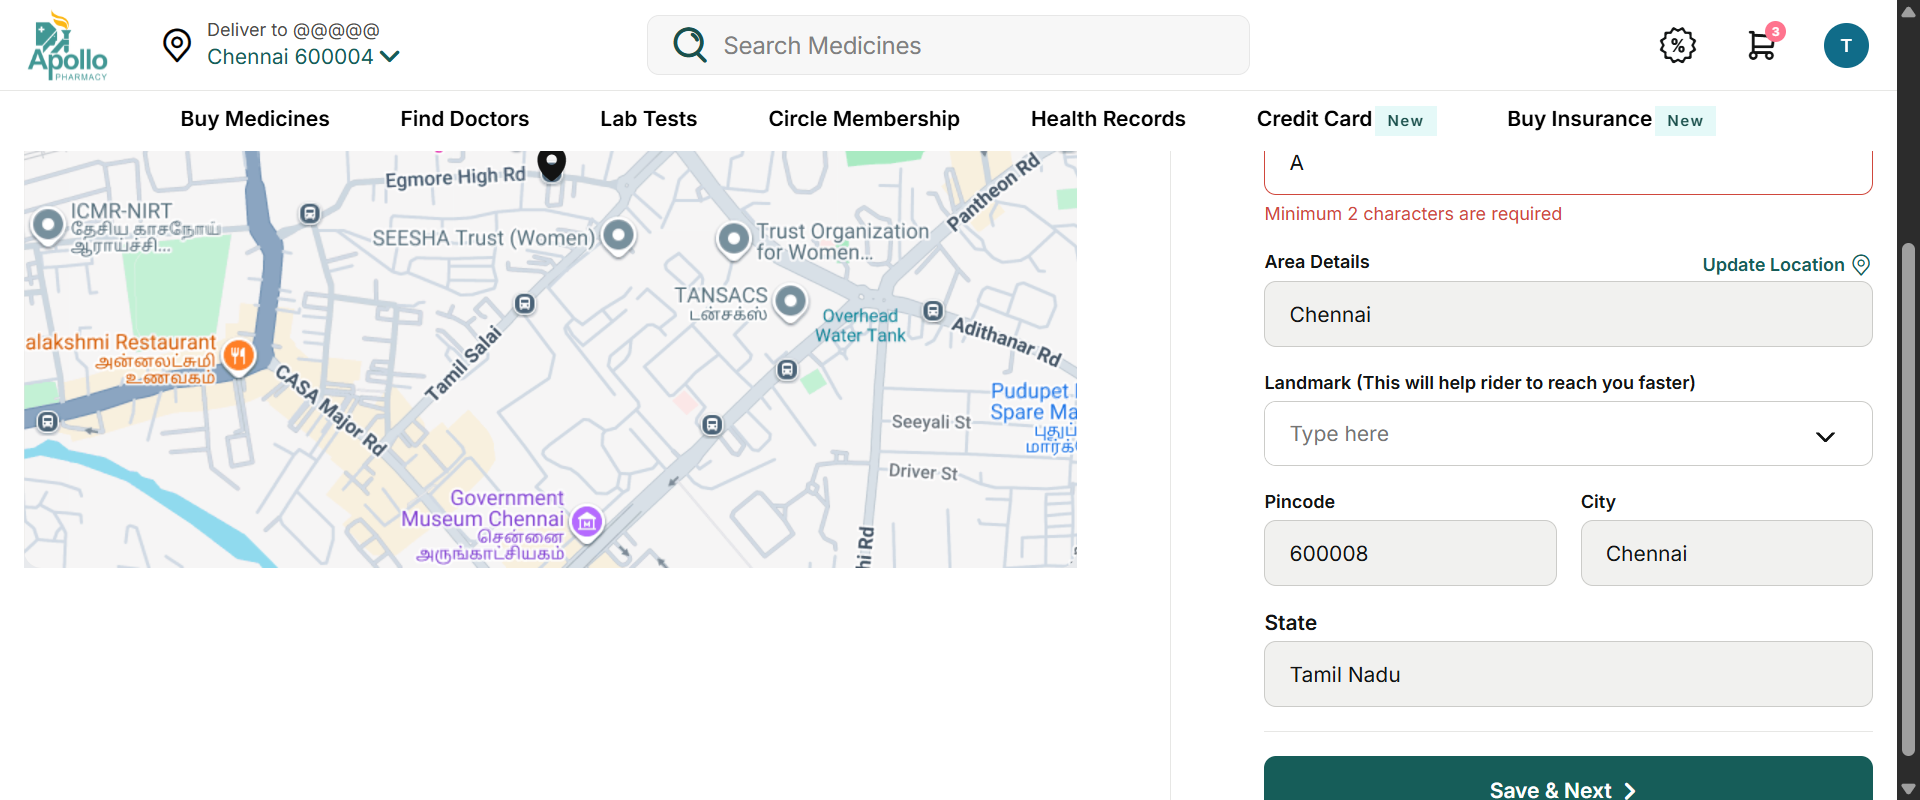 Apollo
PHARMACY
Deliver to @@@@@
Chennai 600004
Search Medicines
%
3
T
Buy Medicines
Find Doctors
Lab Tests
Circle Membership
Health Records
Credit Card New
Buy Insurance New
Egmore High Rd
Pantheon Rd
ICMR-NIRT
தேசிய காசநோய்
ஆராய்ச்சி...
SEESHA Trust (Women)
Trust Organization
for Women...
TANSACS
டான்சக்ஸ்
Overhead
Water Tank
Adithanar Rd
alakshmi Restaurant
அன்னலட்சுமி
உணவகம்
Tamil Salai
CASA Major Rd
Pudupet
Spare Ma
புதுப்
மார்க்
Seeyali St
Driver St
Government
Museum Chennai
சென்னை
அருங்காட்சியகம்
hi Rd
A
Minimum 2 characters are required
Area Details
Update Location
Chennai
Landmark (This will help rider to reach you faster)
Type here
Pincode
City
600008
Chennai
State
Tamil Nadu
Save & Next